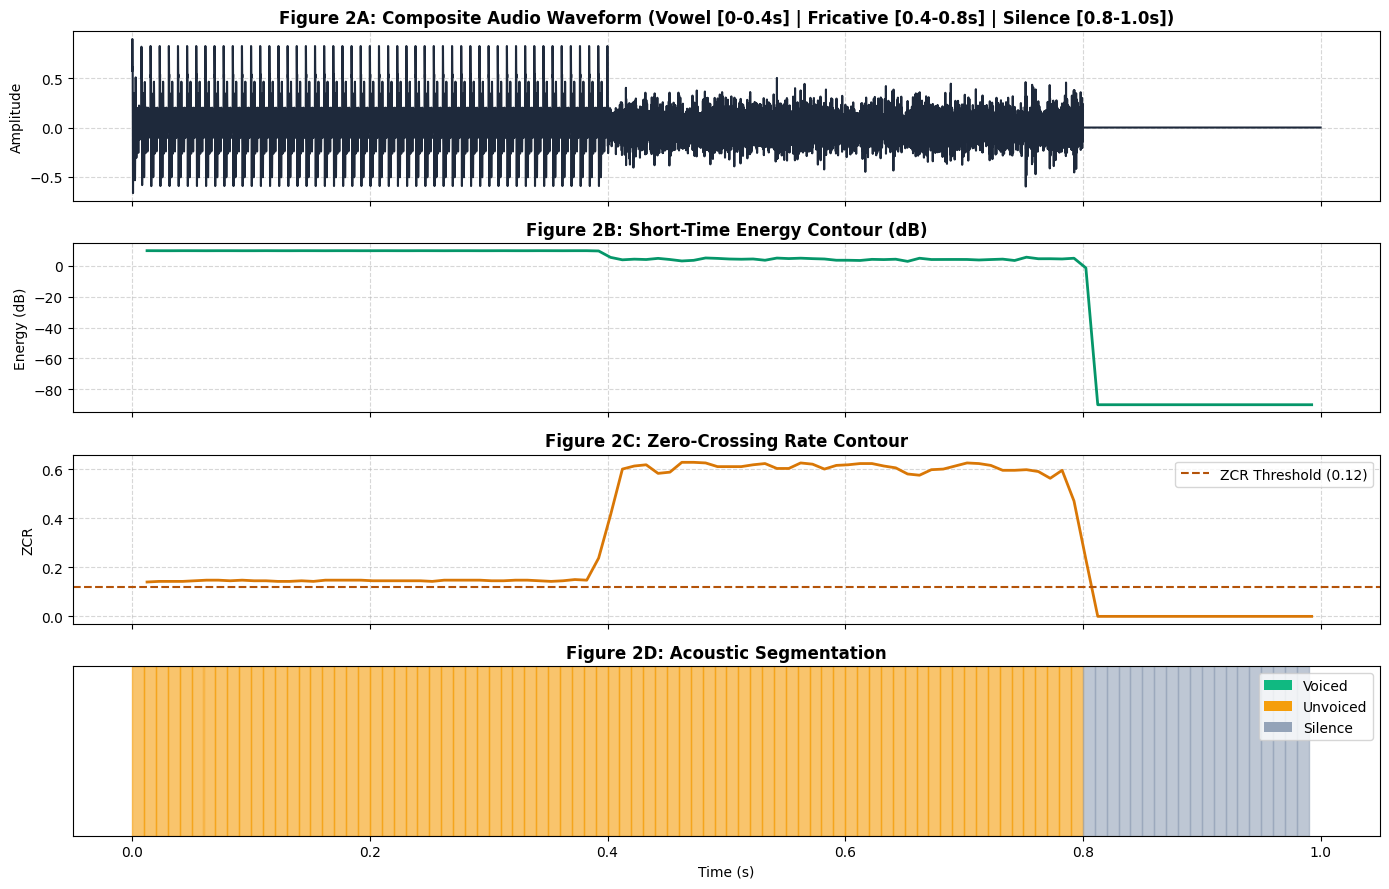 Figure 2A: Composite Audio Waveform (Vowel [0-0.4s] | Fricative [0.4-0.8s] | Silence [0.8-1.0s])
Amplitude
0.5
0.0
−0.5
Figure 2B: Short-Time Energy Contour (dB)
Energy (dB)
0
−20
−40
−60
−80
Figure 2C: Zero-Crossing Rate Contour
ZCR
0.6
0.4
0.2
0.0
ZCR Threshold (0.12)
Figure 2D: Acoustic Segmentation
Voiced
Unvoiced
Silence
0.0 0.2 0.4 0.6 0.8 1.0
Time (s)